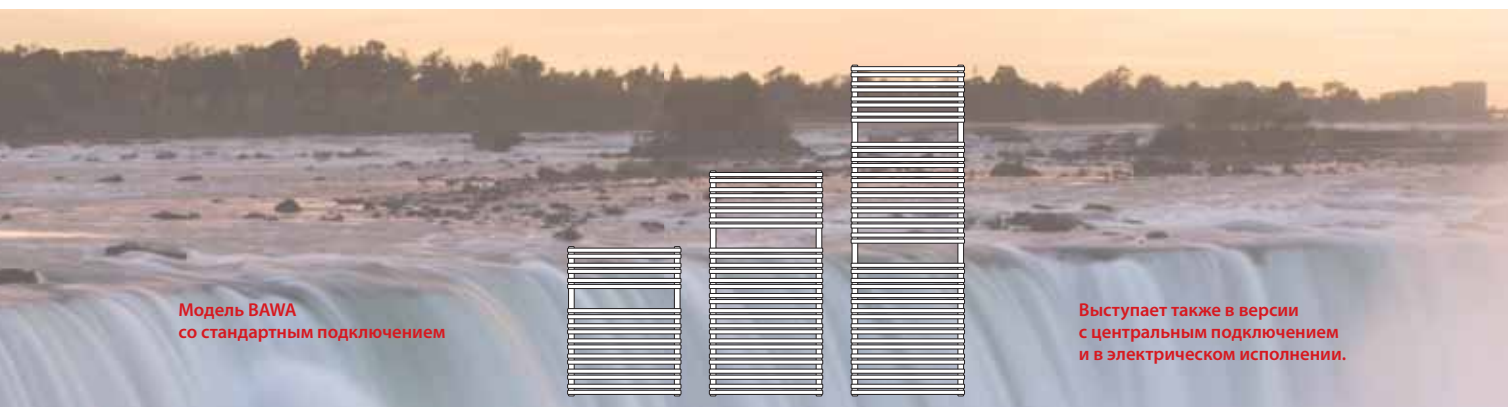 Модель BAWA
со стандартным подключением
Выступает также в версии
с центральным подключением
и в электрическом исполнении.